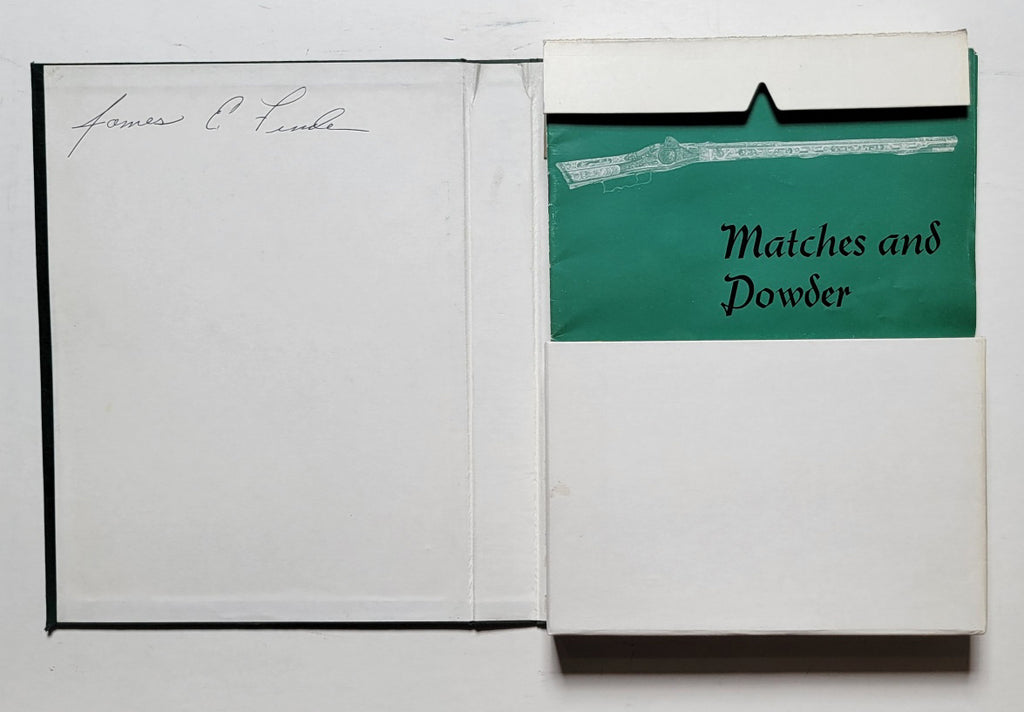 James E
Matches and
Powder